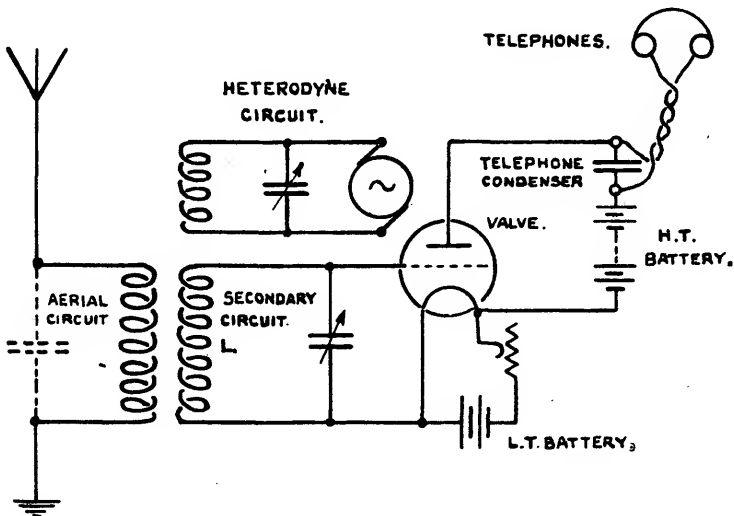 TELEPHONES.
HETERODYNE
CIRCUIT.
TELEPHONE
CONDENSER
VALVE.
H.T.
BATTERY.
AERIAL
CIRCUIT
SECONDARY
CIRCUIT.
L.
L.T. BATTERY.